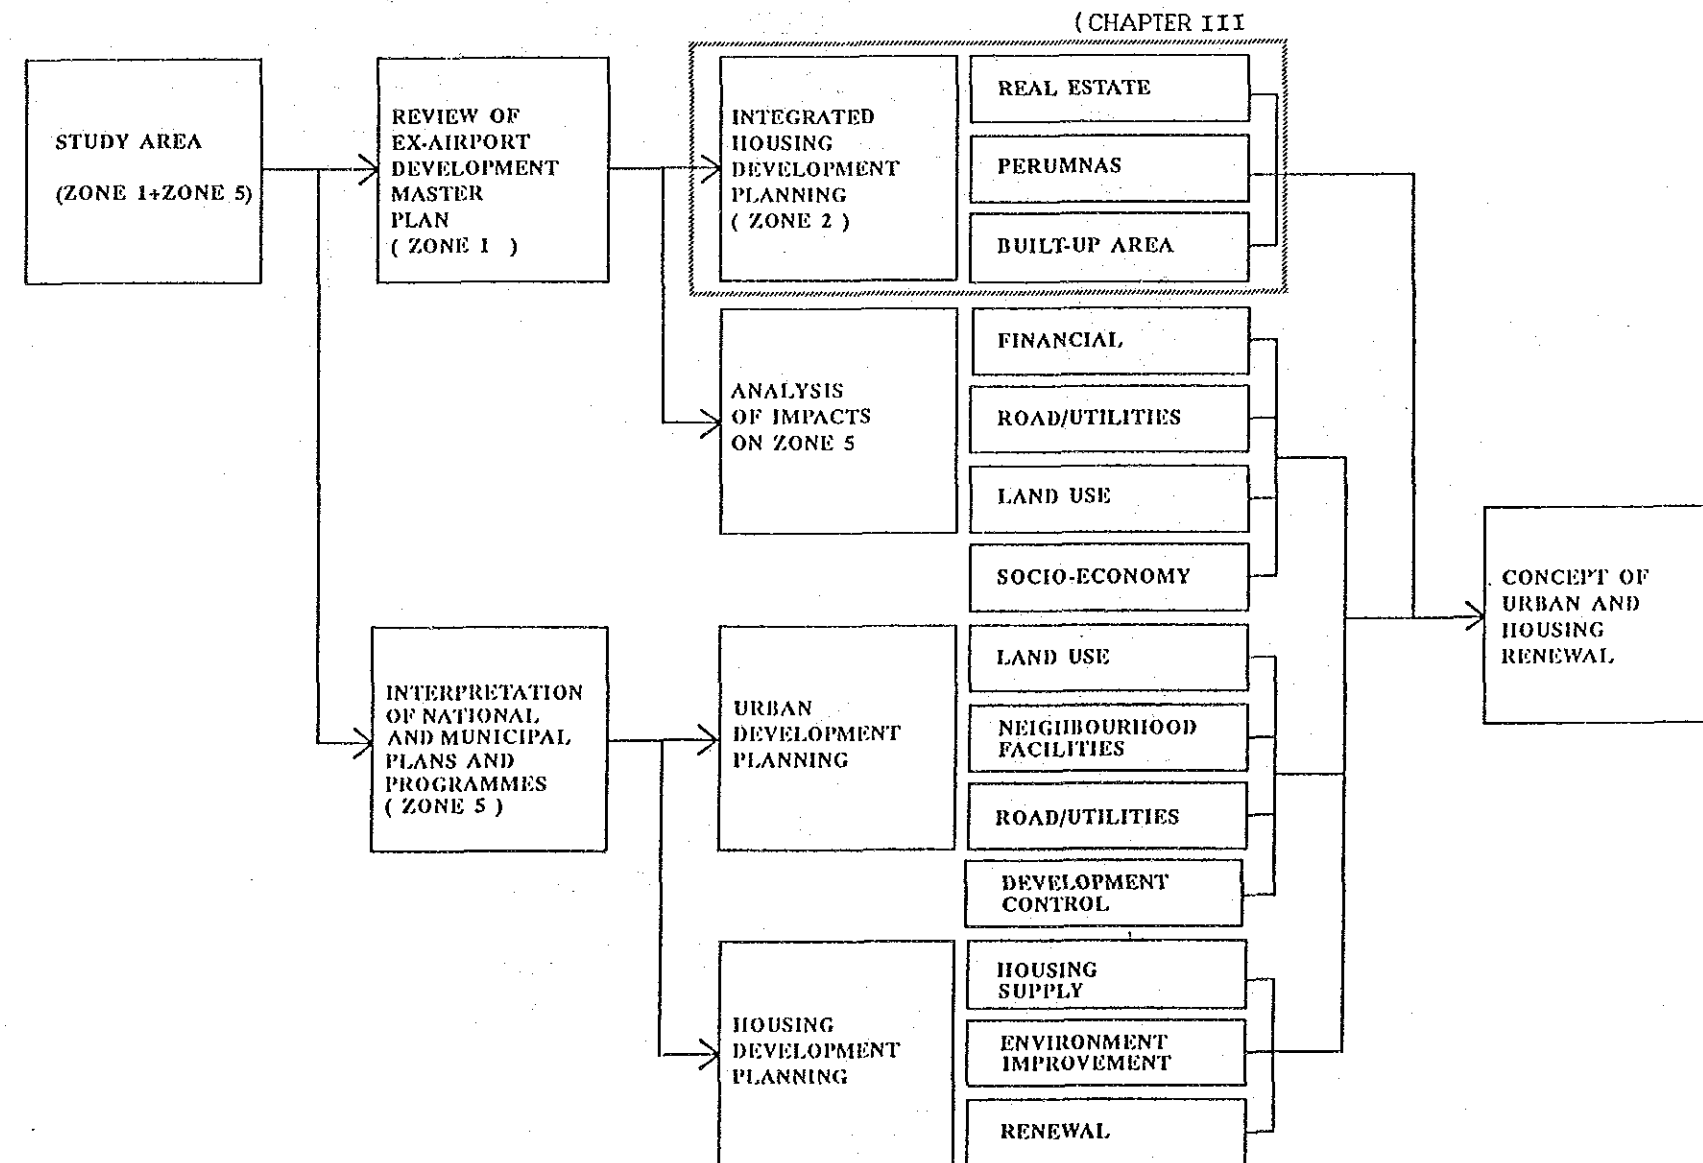 (CHAPTER III
STUDY AREA
(ZONE 1+ZONE 5)
REVIEW OF
EX-AIRPORT
DEVELOPMENT
MASTER
PLAN
( ZONE 1 )
INTEGRATED
HOUSING
DEVELOPMENT
PLANNING
( ZONE 2 )
REAL ESTATE
PERUMNAS
BUILT-UP AREA
ANALYSIS
OF IMPACTS
ON ZONE 5
FINANCIAL
ROAD/UTILITIES
LAND USE
SOCIO-ECONOMY
INTERPRETATION
OF NATIONAL
AND MUNICIPAL
PLANS AND
PROGRAMMES
( ZONE 5 )
URBAN
DEVELOPMENT
PLANNING
LAND USE
NEIGHBOURHOOD
FACILITIES
ROAD/UTILITIES
DEVELOPMENT
CONTROL
HOUSING
DEVELOPMENT
PLANNING
HOUSING
SUPPLY
ENVIRONMENT
IMPROVEMENT
RENEWAL
CONCEPT OF
URBAN AND
HOUSING
RENEWAL